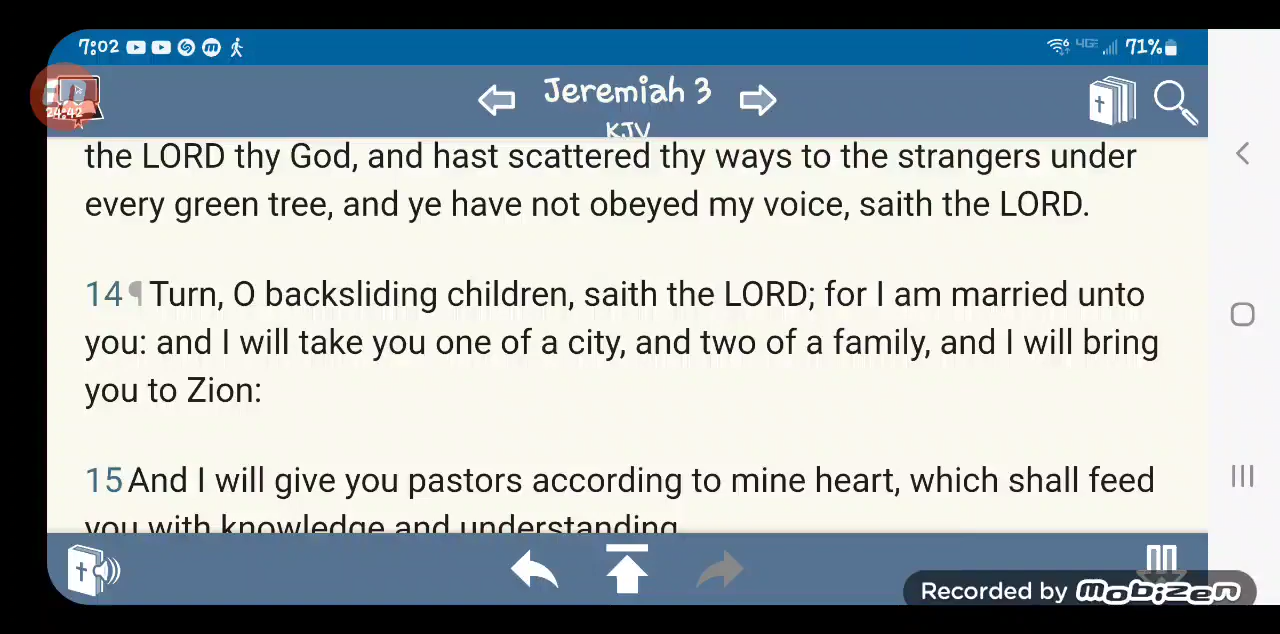 7:02 71%
24:42
Jeremiah 3
KJV
the LORD thy God, and hast scattered thy ways to the strangers under
every green tree, and ye have not obeyed my voice, saith the LORD.
14¶ Turn, O backsliding children, saith the LORD; for I am married unto
you: and I will take you one of a city, and two of a family, and I will bring
you to Zion:
15 And I will give you pastors according to mine heart, which shall feed
you with knowledge and understanding
Recorded by mobizen